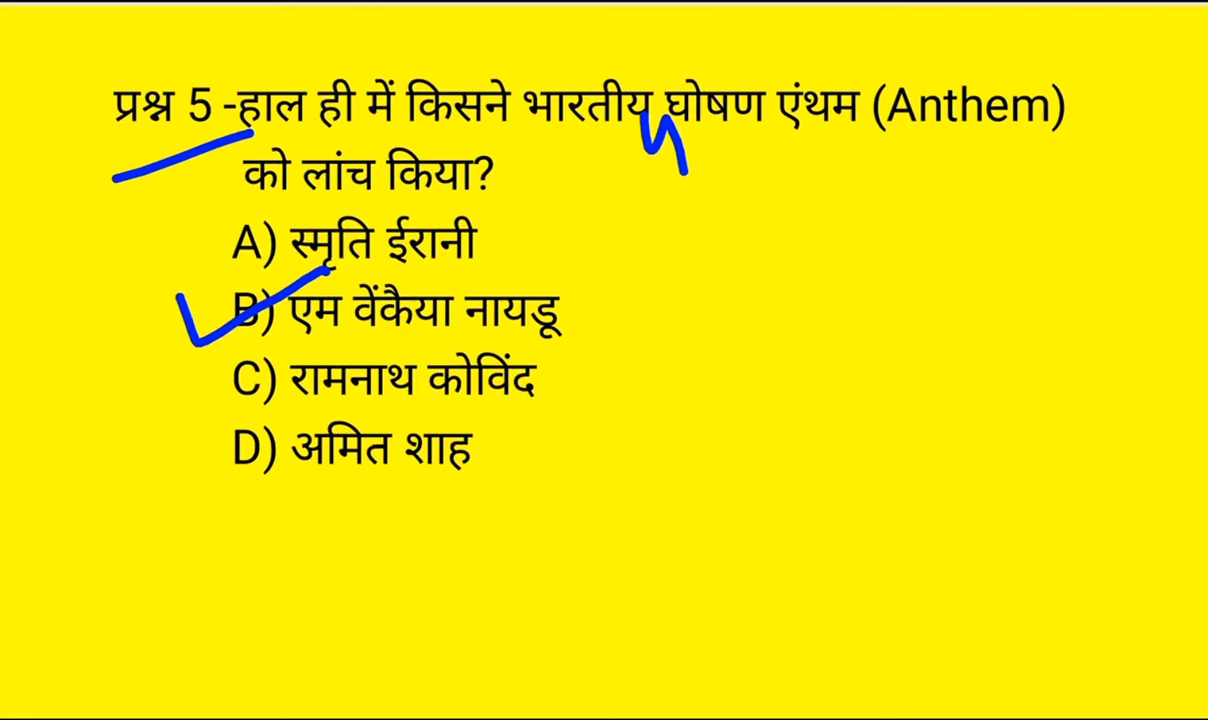 प्रश्न 5 -हाल ही में किसने भारतीय घोषण एंथम (Anthem)
को लांच किया?
A) स्मृति ईरानी
B) एम वेंकैया नायडू
C) रामनाथ कोविंद
D) अमित शाह